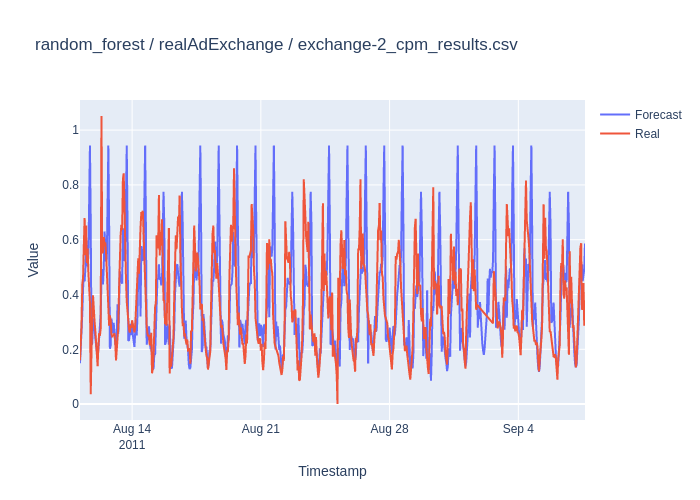 random_forest / realAdExchange / exchange-2_cpm_results.csv
Forecast
Real
Value
1
0.8
0.6
0.4
0.2
0
Aug 14
2011
Aug 21
Aug 28
Sep 4
Timestamp